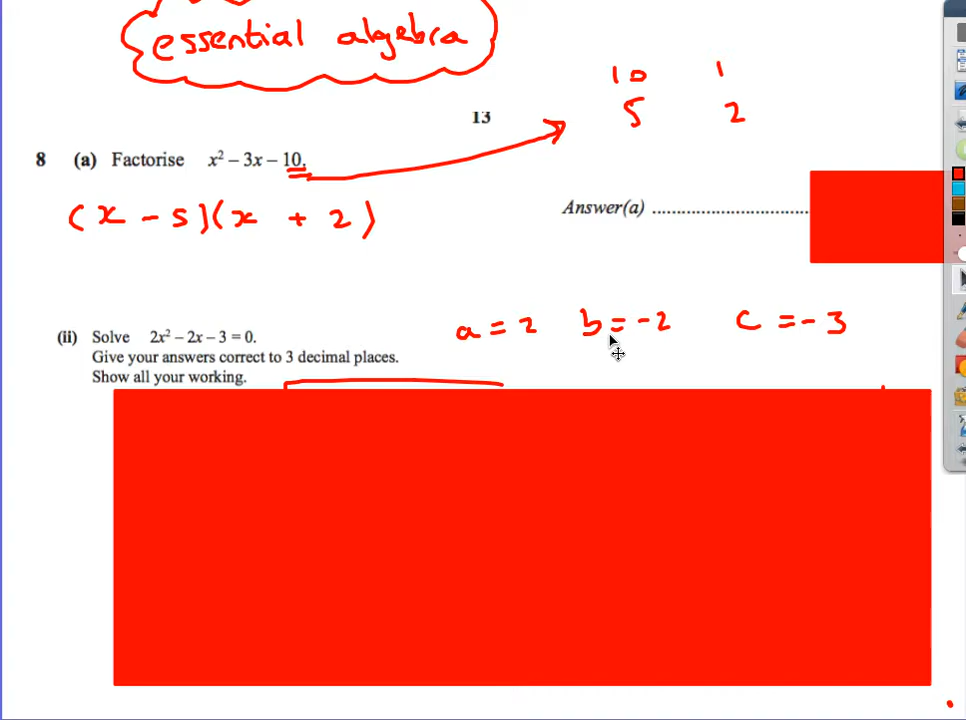 essential algebra
10 1
5 2
13
8 (a) Factorise x² – 3x – 10.
(x - 5)(x + 2)
Answer(a) ................................
a = 2 b = -2 c = -3
(ii) Solve 2x² – 2x – 3 = 0.
Give your answers correct to 3 decimal places.
Show all your working.